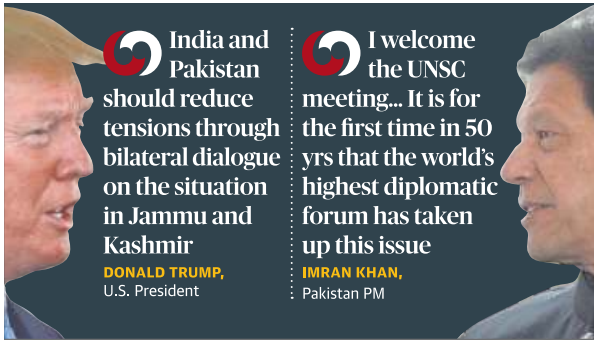 India and
Pakistan
should reduce
tensions through
bilateral dialogue
on the situation
in Jammu and
Kashmir
DONALD TRUMP,
U.S. President
I welcome
the UNSC
meeting... It is for
the first time in 50
yrs that the world's
highest diplomatic
forum has taken
up this issue
IMRAN KHAN,
Pakistan PM